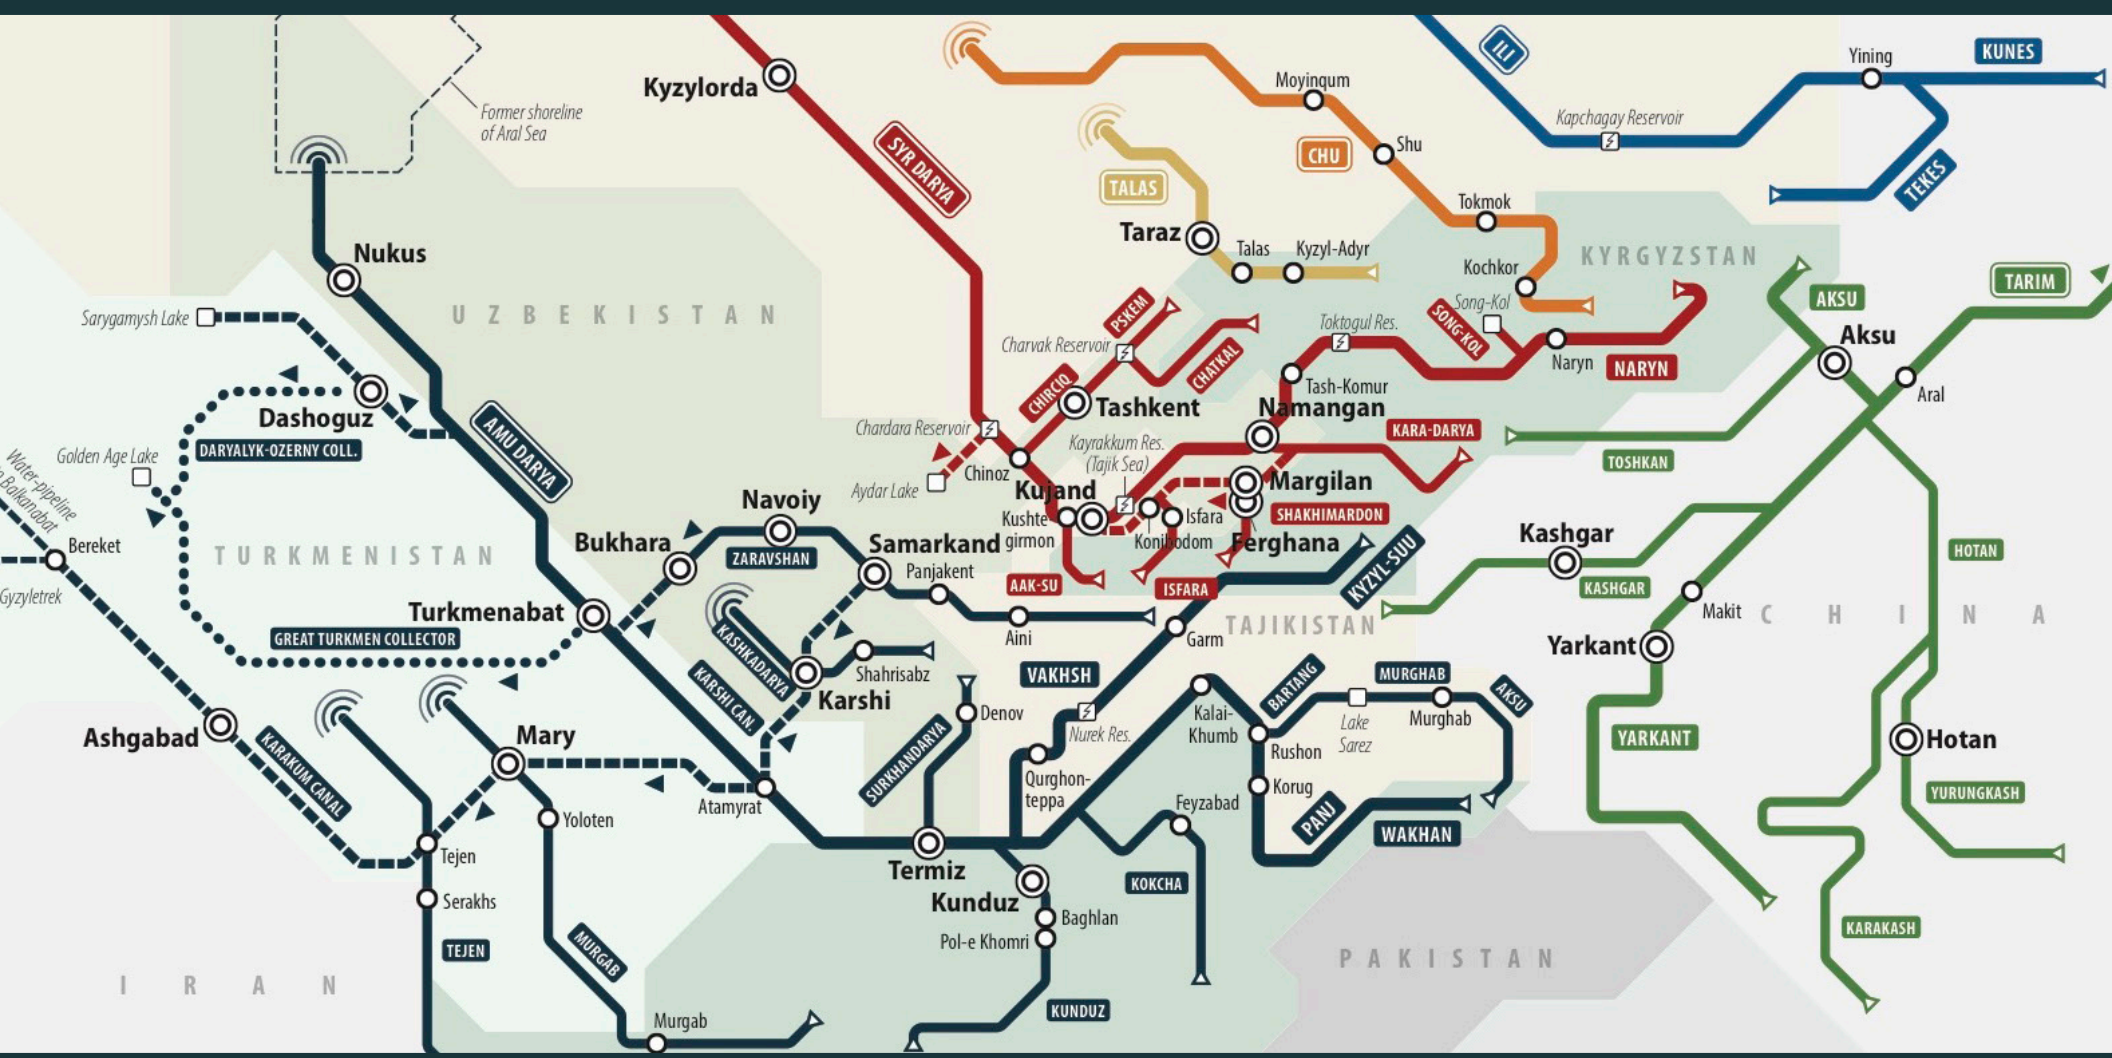 Kyzylorda
SYR DARYA
Former shoreline
of Aral Sea
Moyinqum
CHU
Shu
TALAS
Taraz
Talas
Kyzyl-Adyr
Tokmok
Kochkor
ILI
Kapchagay Reservoir
Yining
KUNES
TEKES
KYRGYZSTAN
Nukus
UZBEKISTAN
Sarygamysh Lake
Dashoguz
DARYALYK-OZERNY COLL.
AMU DARYA
Golden Age Lake
Water-pipeline
Balkanabat
Bereket
Gyzyletrek
TURKMENISTAN
GREAT TURKMEN COLLECTOR
Turkmenabat
Ashgabad
KARAKUM CANAL
PSKEM
Charvak Reservoir
CHATKAL
CHIRCIQ
Tashkent
Chardara Reservoir
Aydar Lake
Chinoz
Kayrakkum Res.
(Tajik Sea)
Kujand
Kushte
girmon
AAK-SU
Konibodom
Isfara
ISFARA
Ferghana
SHAKHIMARDON
Margilan
Namangan
Tash-Komur
Toktogul Res.
SONG-KOL
Song-Kol
Naryn
NARYN
KARA-DARYA
AKSU
Aksu
TARIM
Aral
TOSHKAN
Kashgar
KASHGAR
Makit
Yarkant
YARKANT
HOTAN
CHINA
Hotan
YURUNGKASH
KARAKASH
Navoiy
Bukhara
ZARAVSHAN
Samarkand
Panjakent
Aini
KASHKADARYA
KARSHI CAN.
Shahrisabz
Karshi
Denov
SURKHANDARYA
VAKHSH
Garm
KYZYL-SUU
TAJIKISTAN
Nurek Res.
Qurghon-
teppa
Kalai-
Khumb
BARTANG
Rushon
Korug
Lake
Sarez
MURGHAB
Murghab
AKSU
PANJ
WAKHAN
Feyzabad
KOKCHA
Mary
Atamyrat
Yoloten
Tejen
Serakhs
TEJEN
MURGAB
Murgab
Termiz
Kunduz
Baghlan
Pol-e Khomri
KUNDUZ
IRAN
PAKISTAN